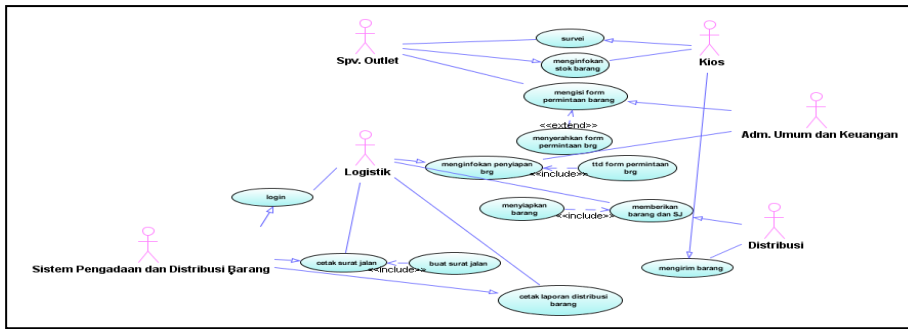 survei
Spv. Outlet
Kios
menginfokan
stok barang
mengisi form
permintaan barang
<<extend>>
menyerahkan form
permintaan brg
Adm. Umum dan Keuangan
Logistik
menginfokan penyiapan
brg
<<include>>
ttd form permintaan
brg
login
menyiapkan
barang
<<include>>
memberikan
barang dan SJ
Distribusi
Sistem Pengadaan dan Distribusi Barang
cetak surat jalan
<<include>>
buat surat jalan
mengirim barang
cetak laporan distribusi
barang